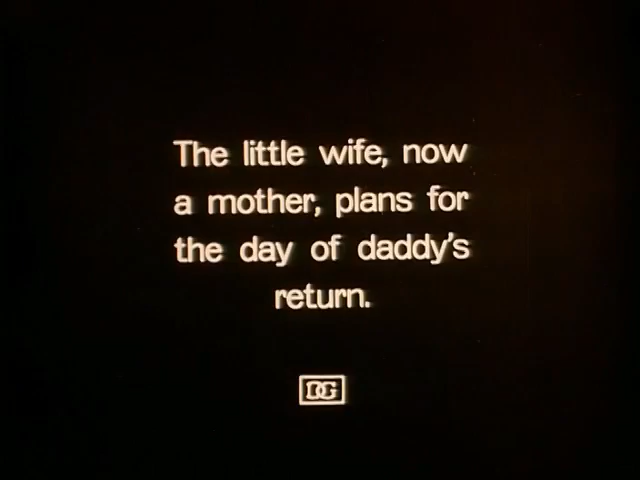 The little wife, now
a mother, plans for
the day of daddy's
return.
DG